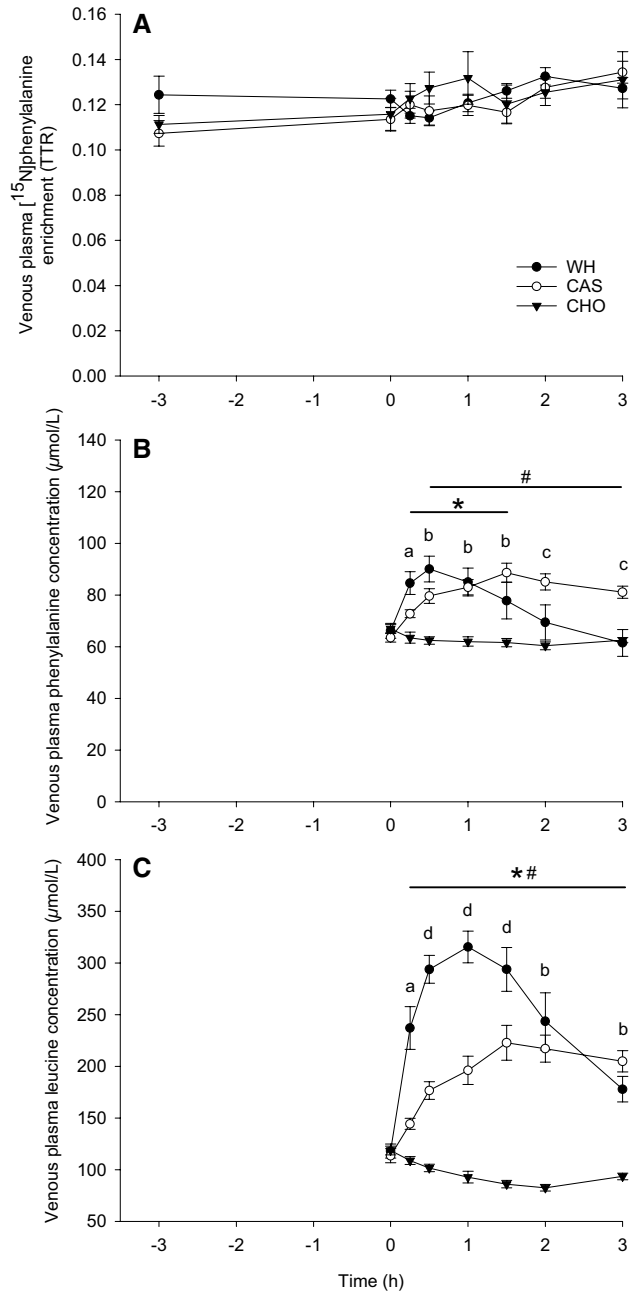 A
Venous plasma [15N]phenylalanine
enrichment (TTR)
0.16
0.14
0.12
0.10
0.08
0.06
0.04
0.02
0.00
WH
CAS
CHO
-3 -2 -1 0 1 2 3
B
Venous plasma phenylalanine concentration (µmol/L)
140
120
100
80
60
40
20
0
#
*
a b b b c c
-3 -2 -1 0 1 2 3
C
Venous plasma leucine concentration (µmol/L)
400
350
300
250
200
150
100
50
*#
a d d d b b
-3 -2 -1 0 1 2 3
Time (h)